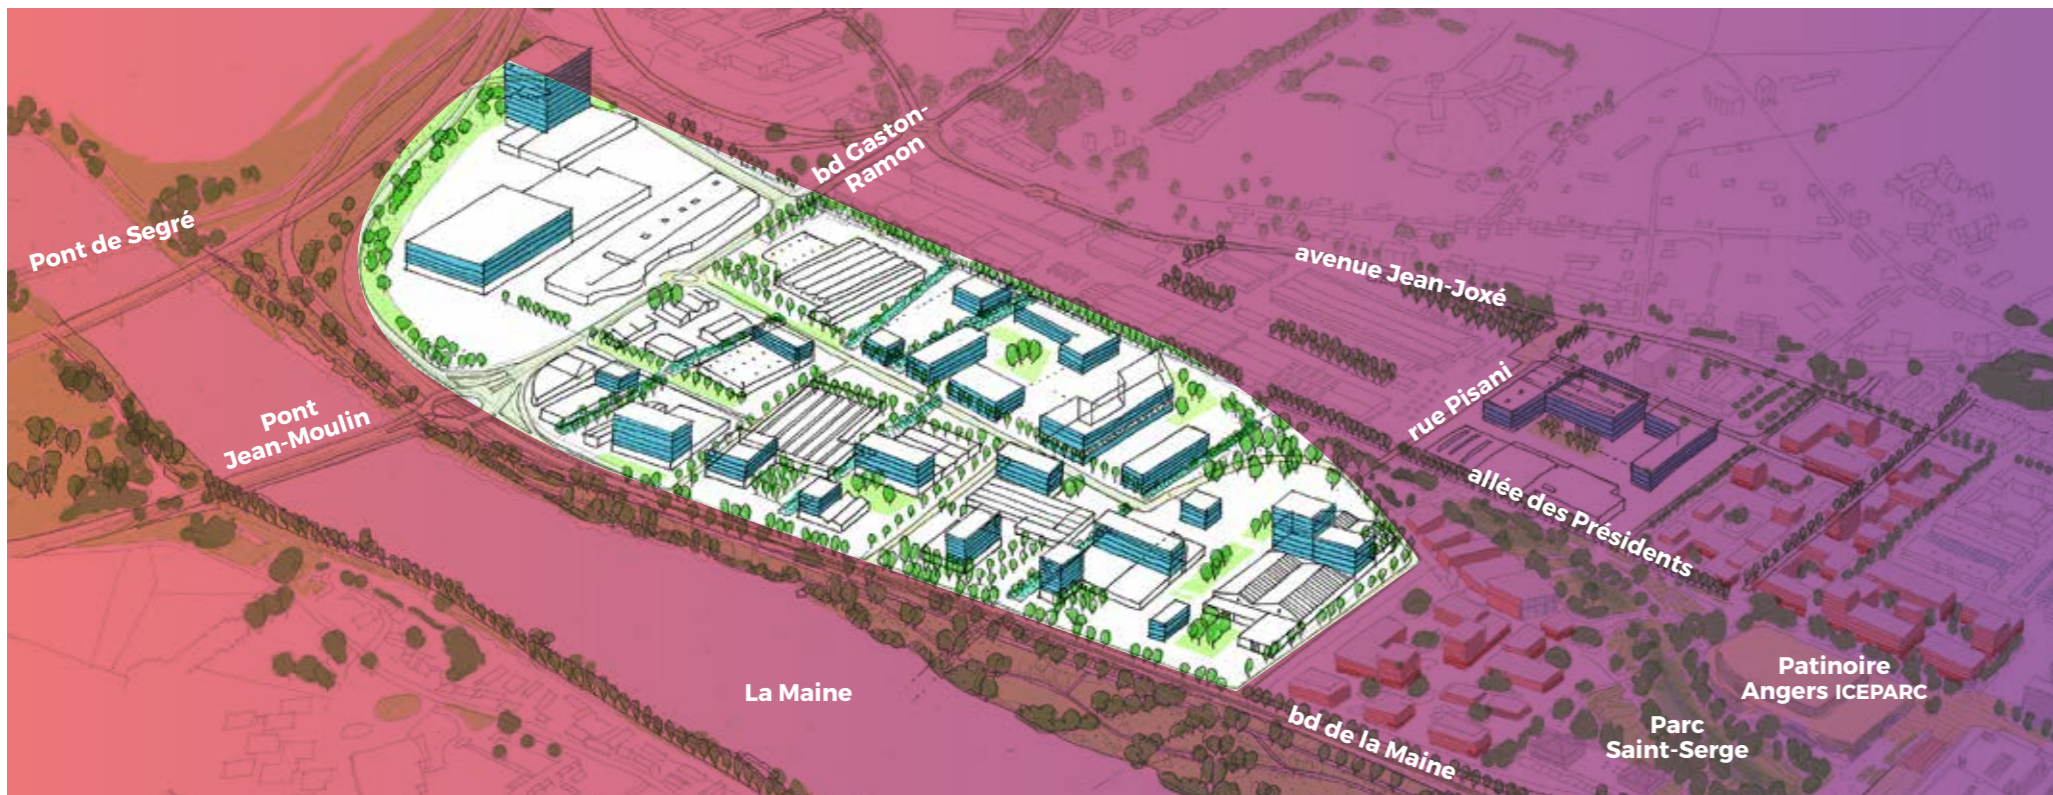 bd Gaston-
Ramon
Pont de Segré
avenue Jean-Joxé
Pont
Jean-Moulin
rue Pisani
allée des Présidents
La Maine
Patinoire
Angers ICEPARC
Parc
Saint-Serge
bd de la Maine